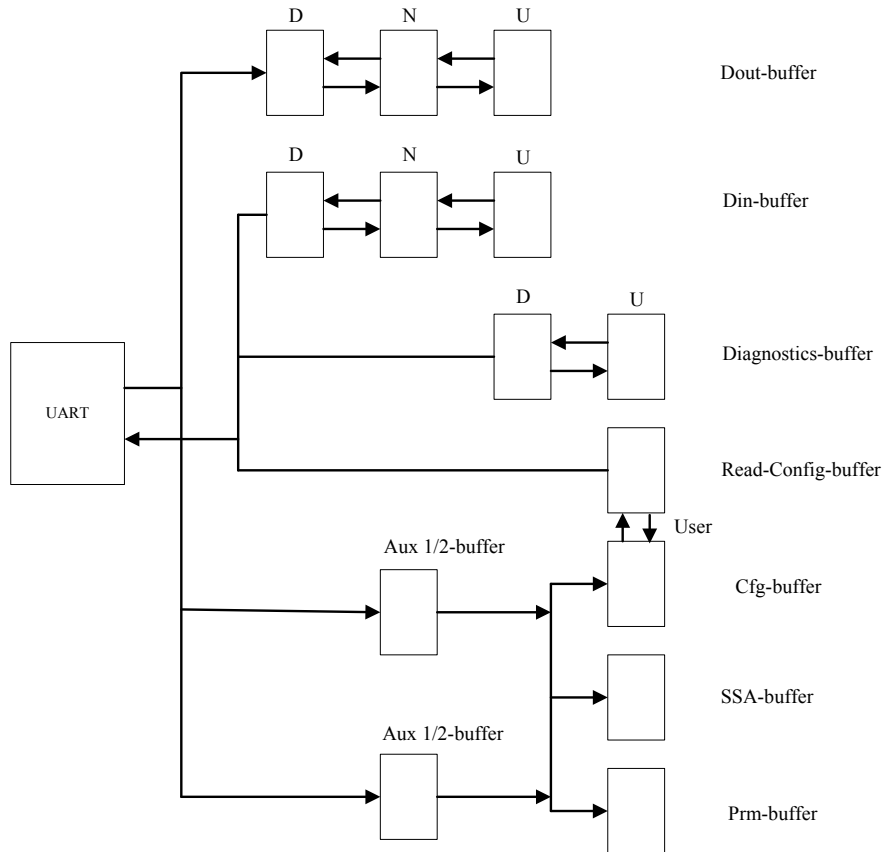 D N U
Dout-buffer
D N U
Din-buffer
D U
Diagnostics-buffer
UART
Read-Config-buffer
User
Aux 1/2-buffer
Cfg-buffer
SSA-buffer
Aux 1/2-buffer
Prm-buffer